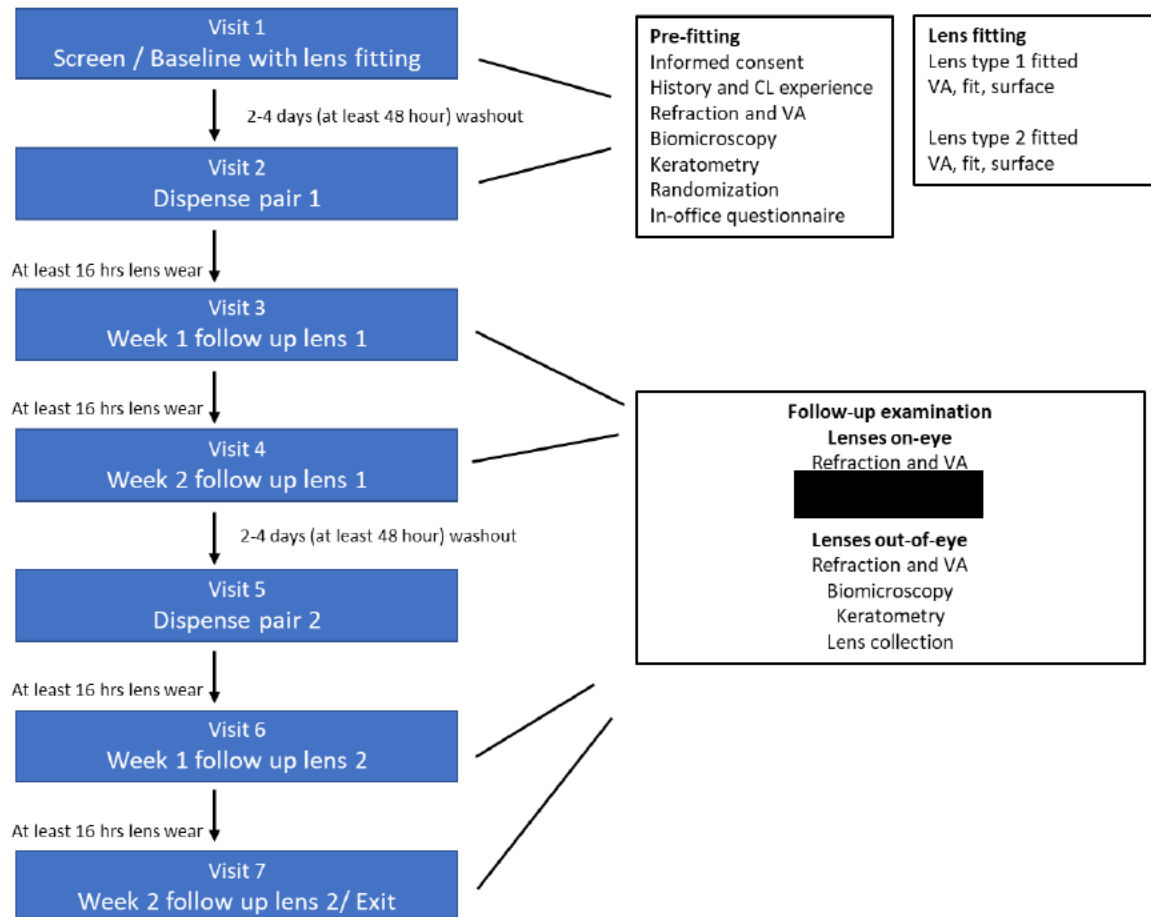 Visit 1
Screen / Baseline with lens fitting
2-4 days (at least 48 hour) washout
Visit 2
Dispense pair 1
At least 16 hrs lens wear
Visit 3
Week 1 follow up lens 1
At least 16 hrs lens wear
Visit 4
Week 2 follow up lens 1
2-4 days (at least 48 hour) washout
Visit 5
Dispense pair 2
At least 16 hrs lens wear
Visit 6
Week 1 follow up lens 2
At least 16 hrs lens wear
Visit 7
Week 2 follow up lens 2/ Exit
Pre-fitting
Informed consent
History and CL experience
Refraction and VA
Biomicroscopy
Keratometry
Randomization
In-office questionnaire
Lens fitting
Lens type 1 fitted
VA, fit, surface
Lens type 2 fitted
VA, fit, surface
Follow-up examination
Lenses on-eye
Refraction and VA
Lenses out-of-eye
Refraction and VA
Biomicroscopy
Keratometry
Lens collection